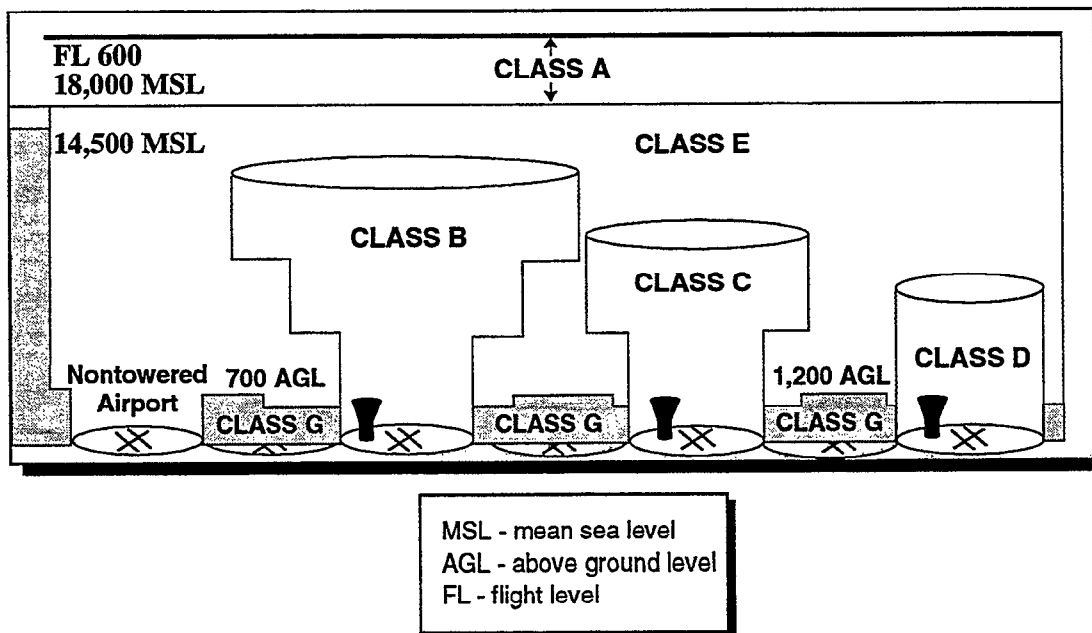 FL 600
18,000 MSL
CLASS A
14,500 MSL
CLASS E
CLASS B
CLASS C
CLASS D
Nontowered
Airport
700 AGL
1,200 AGL
CLASS G
CLASS G
CLASS G
MSL - mean sea level
AGL - above ground level
FL - flight level